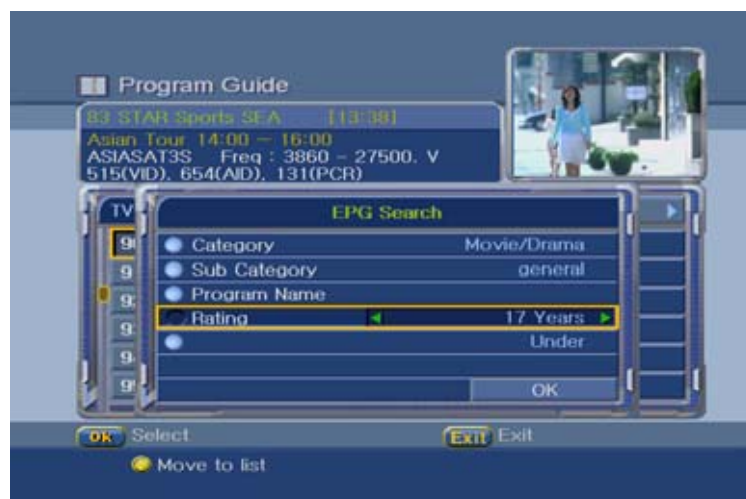 Program Guide
83 STAR Sports SEA [13:38]
Asian Tour 14:00 ~ 16:00
ASIASAT3S Freq : 3860 - 27500. V
515(VID). 654(AID). 131(PCR)
TV
EPG Search
Category Movie/Drama
Sub Category general
Program Name
Rating 17 Years
Under
OK
OK Select
Exit Exit
Move to list